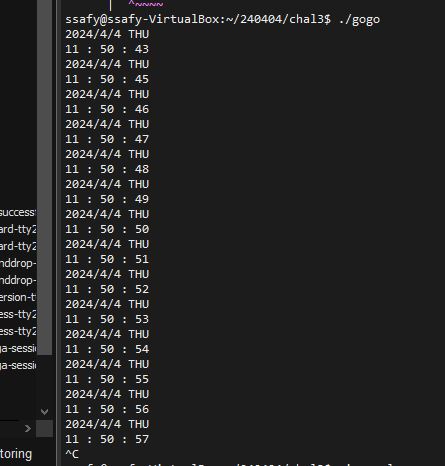 ssafy@ssafy-VirtualBox:~/240404/chal3$ ./gogo
2024/4/4 THU
11 : 50 : 43
2024/4/4 THU
11 : 50 : 45
2024/4/4 THU
11 : 50 : 46
2024/4/4 THU
11 : 50 : 47
2024/4/4 THU
11 : 50 : 48
2024/4/4 THU
11 : 50 : 49
2024/4/4 THU
11 : 50 : 50
2024/4/4 THU
11 : 50 : 51
2024/4/4 THU
11 : 50 : 52
2024/4/4 THU
11 : 50 : 53
2024/4/4 THU
11 : 50 : 54
2024/4/4 THU
11 : 50 : 55
2024/4/4 THU
11 : 50 : 56
2024/4/4 THU
11 : 50 : 57
^C
success
ard-tty2
nddrop-
nddrop-
ersion-t
ess-tty2
ess-tty2
ga-sessi
ga-sessi
toring